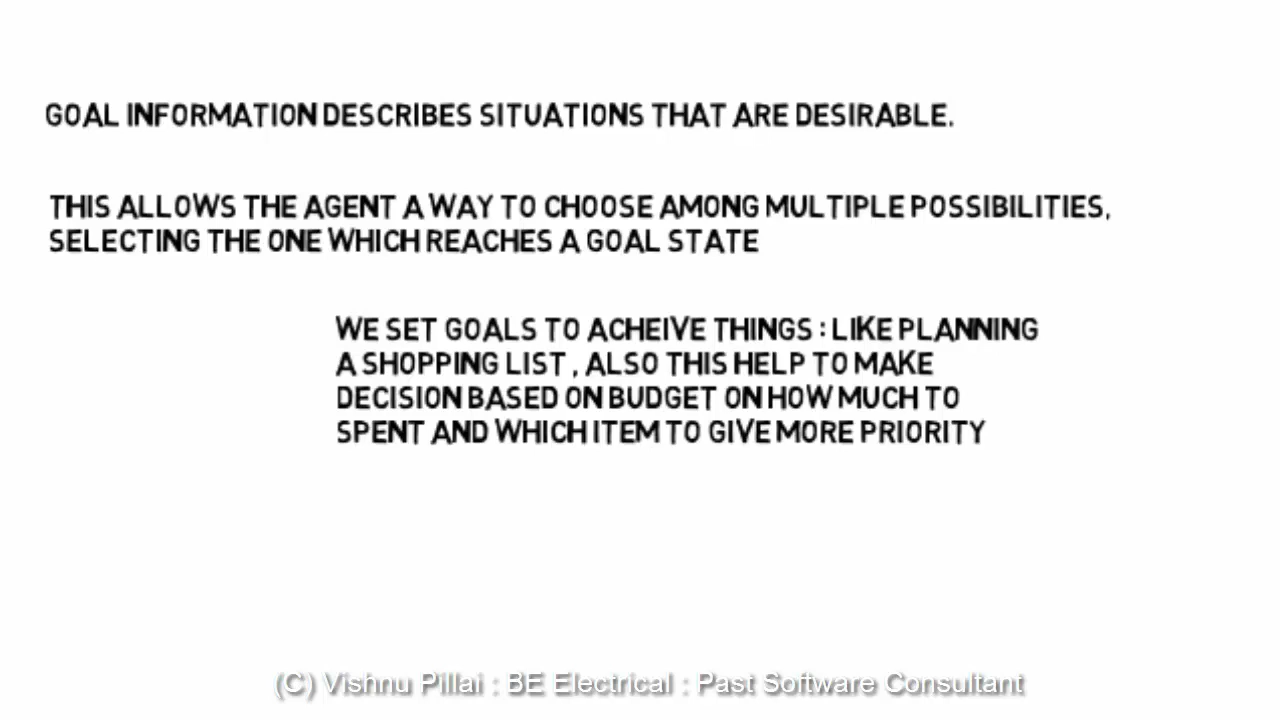 GOAL INFORMATION DESCRIBES SITUATIONS THAT ARE DESIRABLE.
THIS ALLOWS THE AGENT A WAY TO CHOOSE AMONG MULTIPLE POSSIBILITIES,
SELECTING THE ONE WHICH REACHES A GOAL STATE
WE SET GOALS TO ACHEIVE THINGS : LIKE PLANNING
A SHOPPING LIST , ALSO THIS HELP TO MAKE
DECISION BASED ON BUDGET ON HOW MUCH TO
SPENT AND WHICH ITEM TO GIVE MORE PRIORITY
(C) Vishnu Pillai : BE Electrical : Past Software Consultant